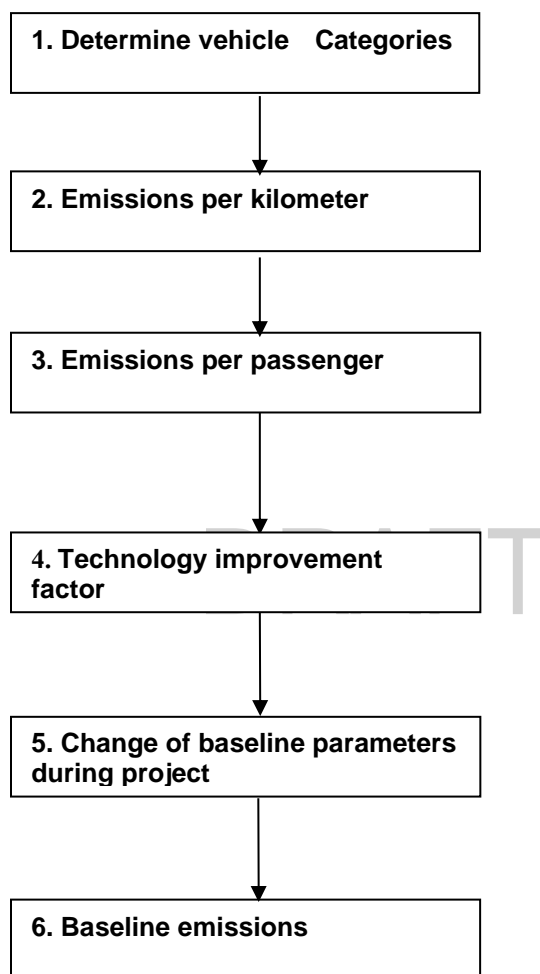 1. Determine vehicle Categories
2. Emissions per kilometer
3. Emissions per passenger
4. Technology improvement
factor
5. Change of baseline parameters
during project
6. Baseline emissions